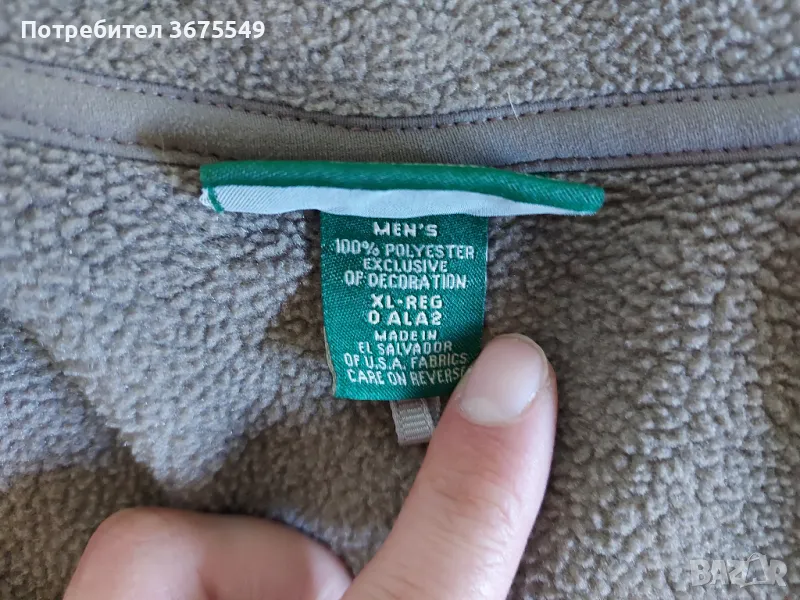 Потребител 3675549
MEN'S
100% POLYESTER
EXCLUSIVE
OF DECORATION
XL-REG
0 ALA2
MADE IN
EL SALVADOR
OF U.S.A. FABRICS
CARE ON REVERSE
BAZAR